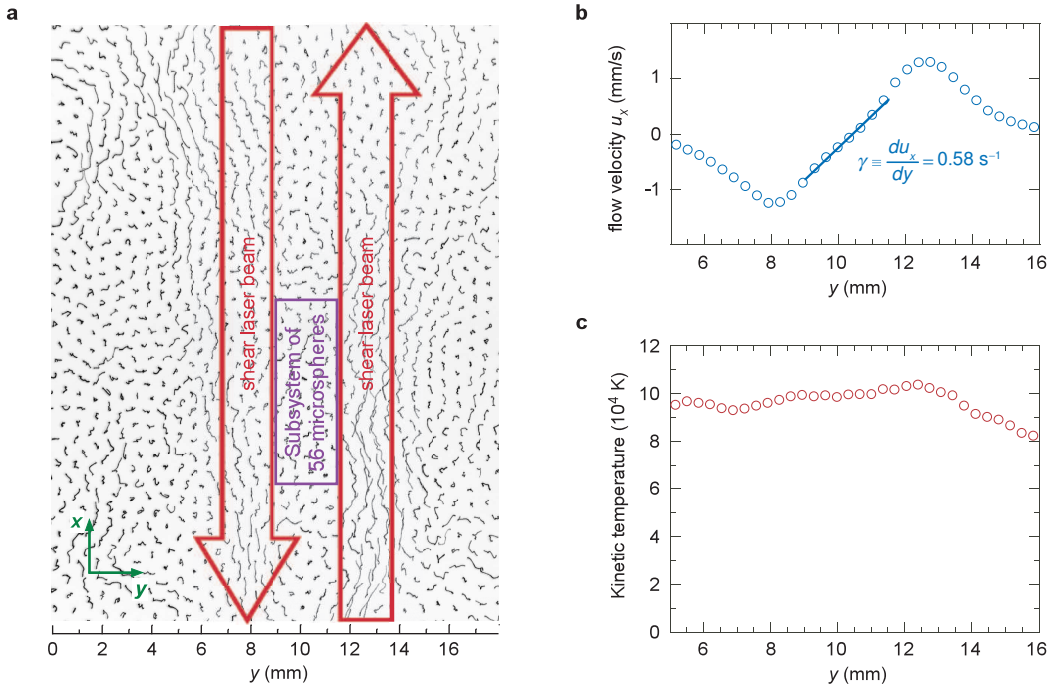 a
shear laser beam
Subsystem of
56 microspheres
shear laser beam
x
y
0 2 4 6 8 10 12 14 16
y (mm)
b
flow velocity uₓ (mm/s)
1
0
-1
γ ≡ duₓ/dy = 0.58 s⁻¹
6 8 10 12 14 16
y (mm)
c
Kinetic temperature (10⁴ K)
12
10
8
6
4
2
0
6 8 10 12 14 16
y (mm)